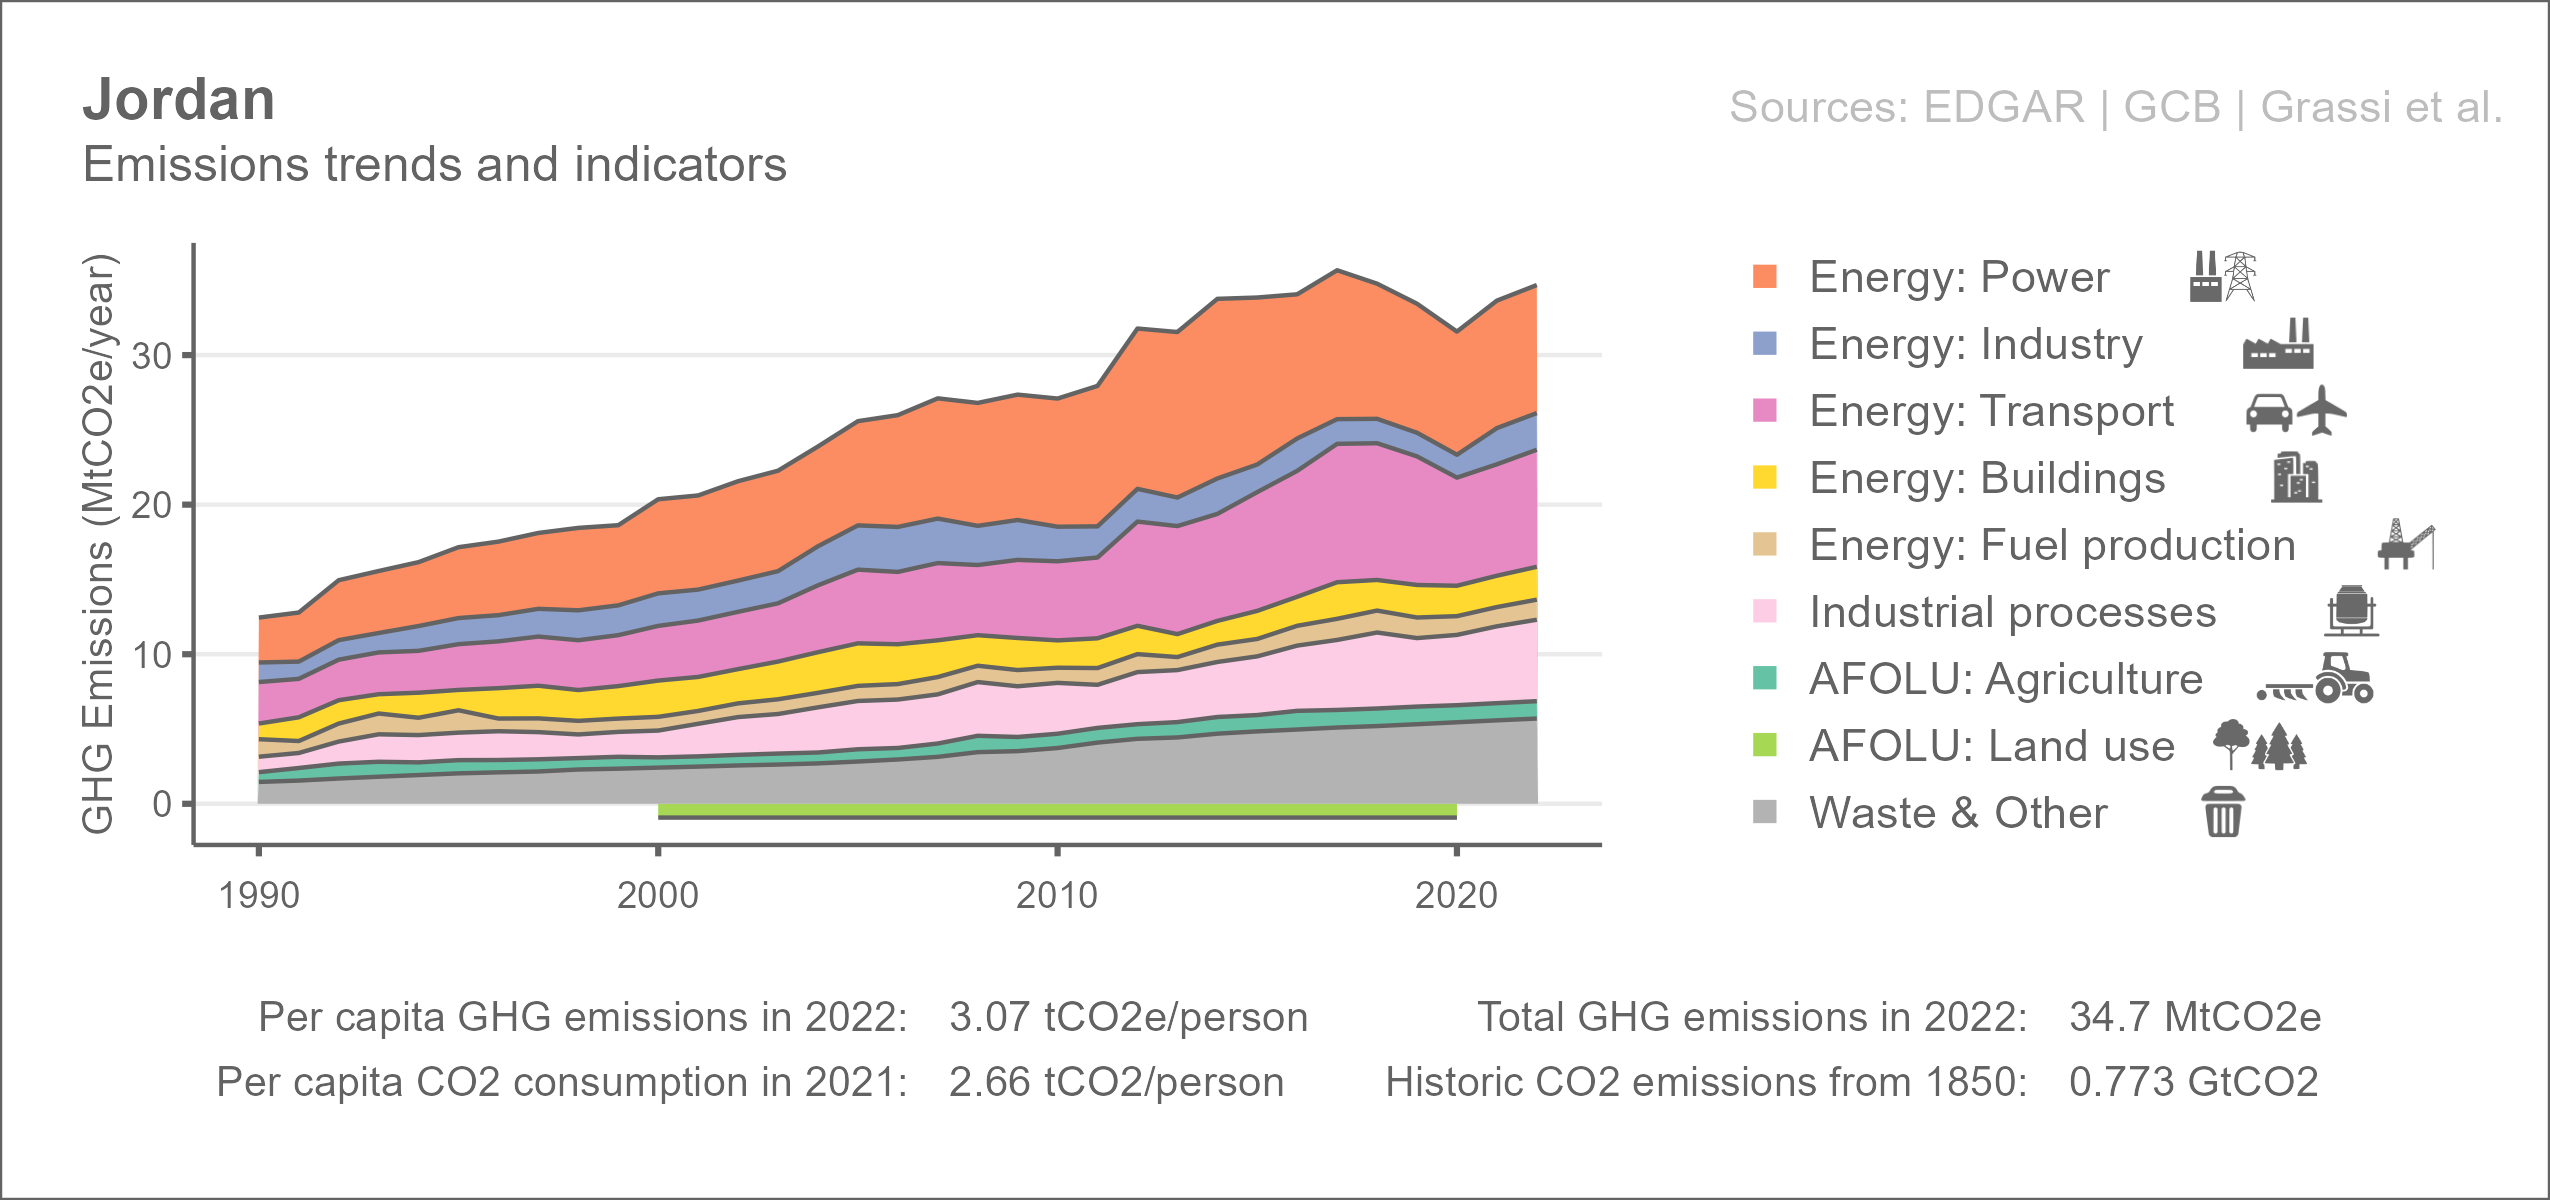 Jordan
Sources: EDGAR | GCB | Grassi et al.
Emissions trends and indicators
GHG Emissions (MtCO2e/year)
30
20
10
0
1990
2000
2010
2020
Energy: Power
Energy: Industry
Energy: Transport
Energy: Buildings
Energy: Fuel production
Industrial processes
AFOLU: Agriculture
AFOLU: Land use
Waste & Other
Per capita GHG emissions in 2022: 3.07 tCO2e/person
Total GHG emissions in 2022: 34.7 MtCO2e
Per capita CO2 consumption in 2021: 2.66 tCO2/person
Historic CO2 emissions from 1850: 0.773 GtCO2